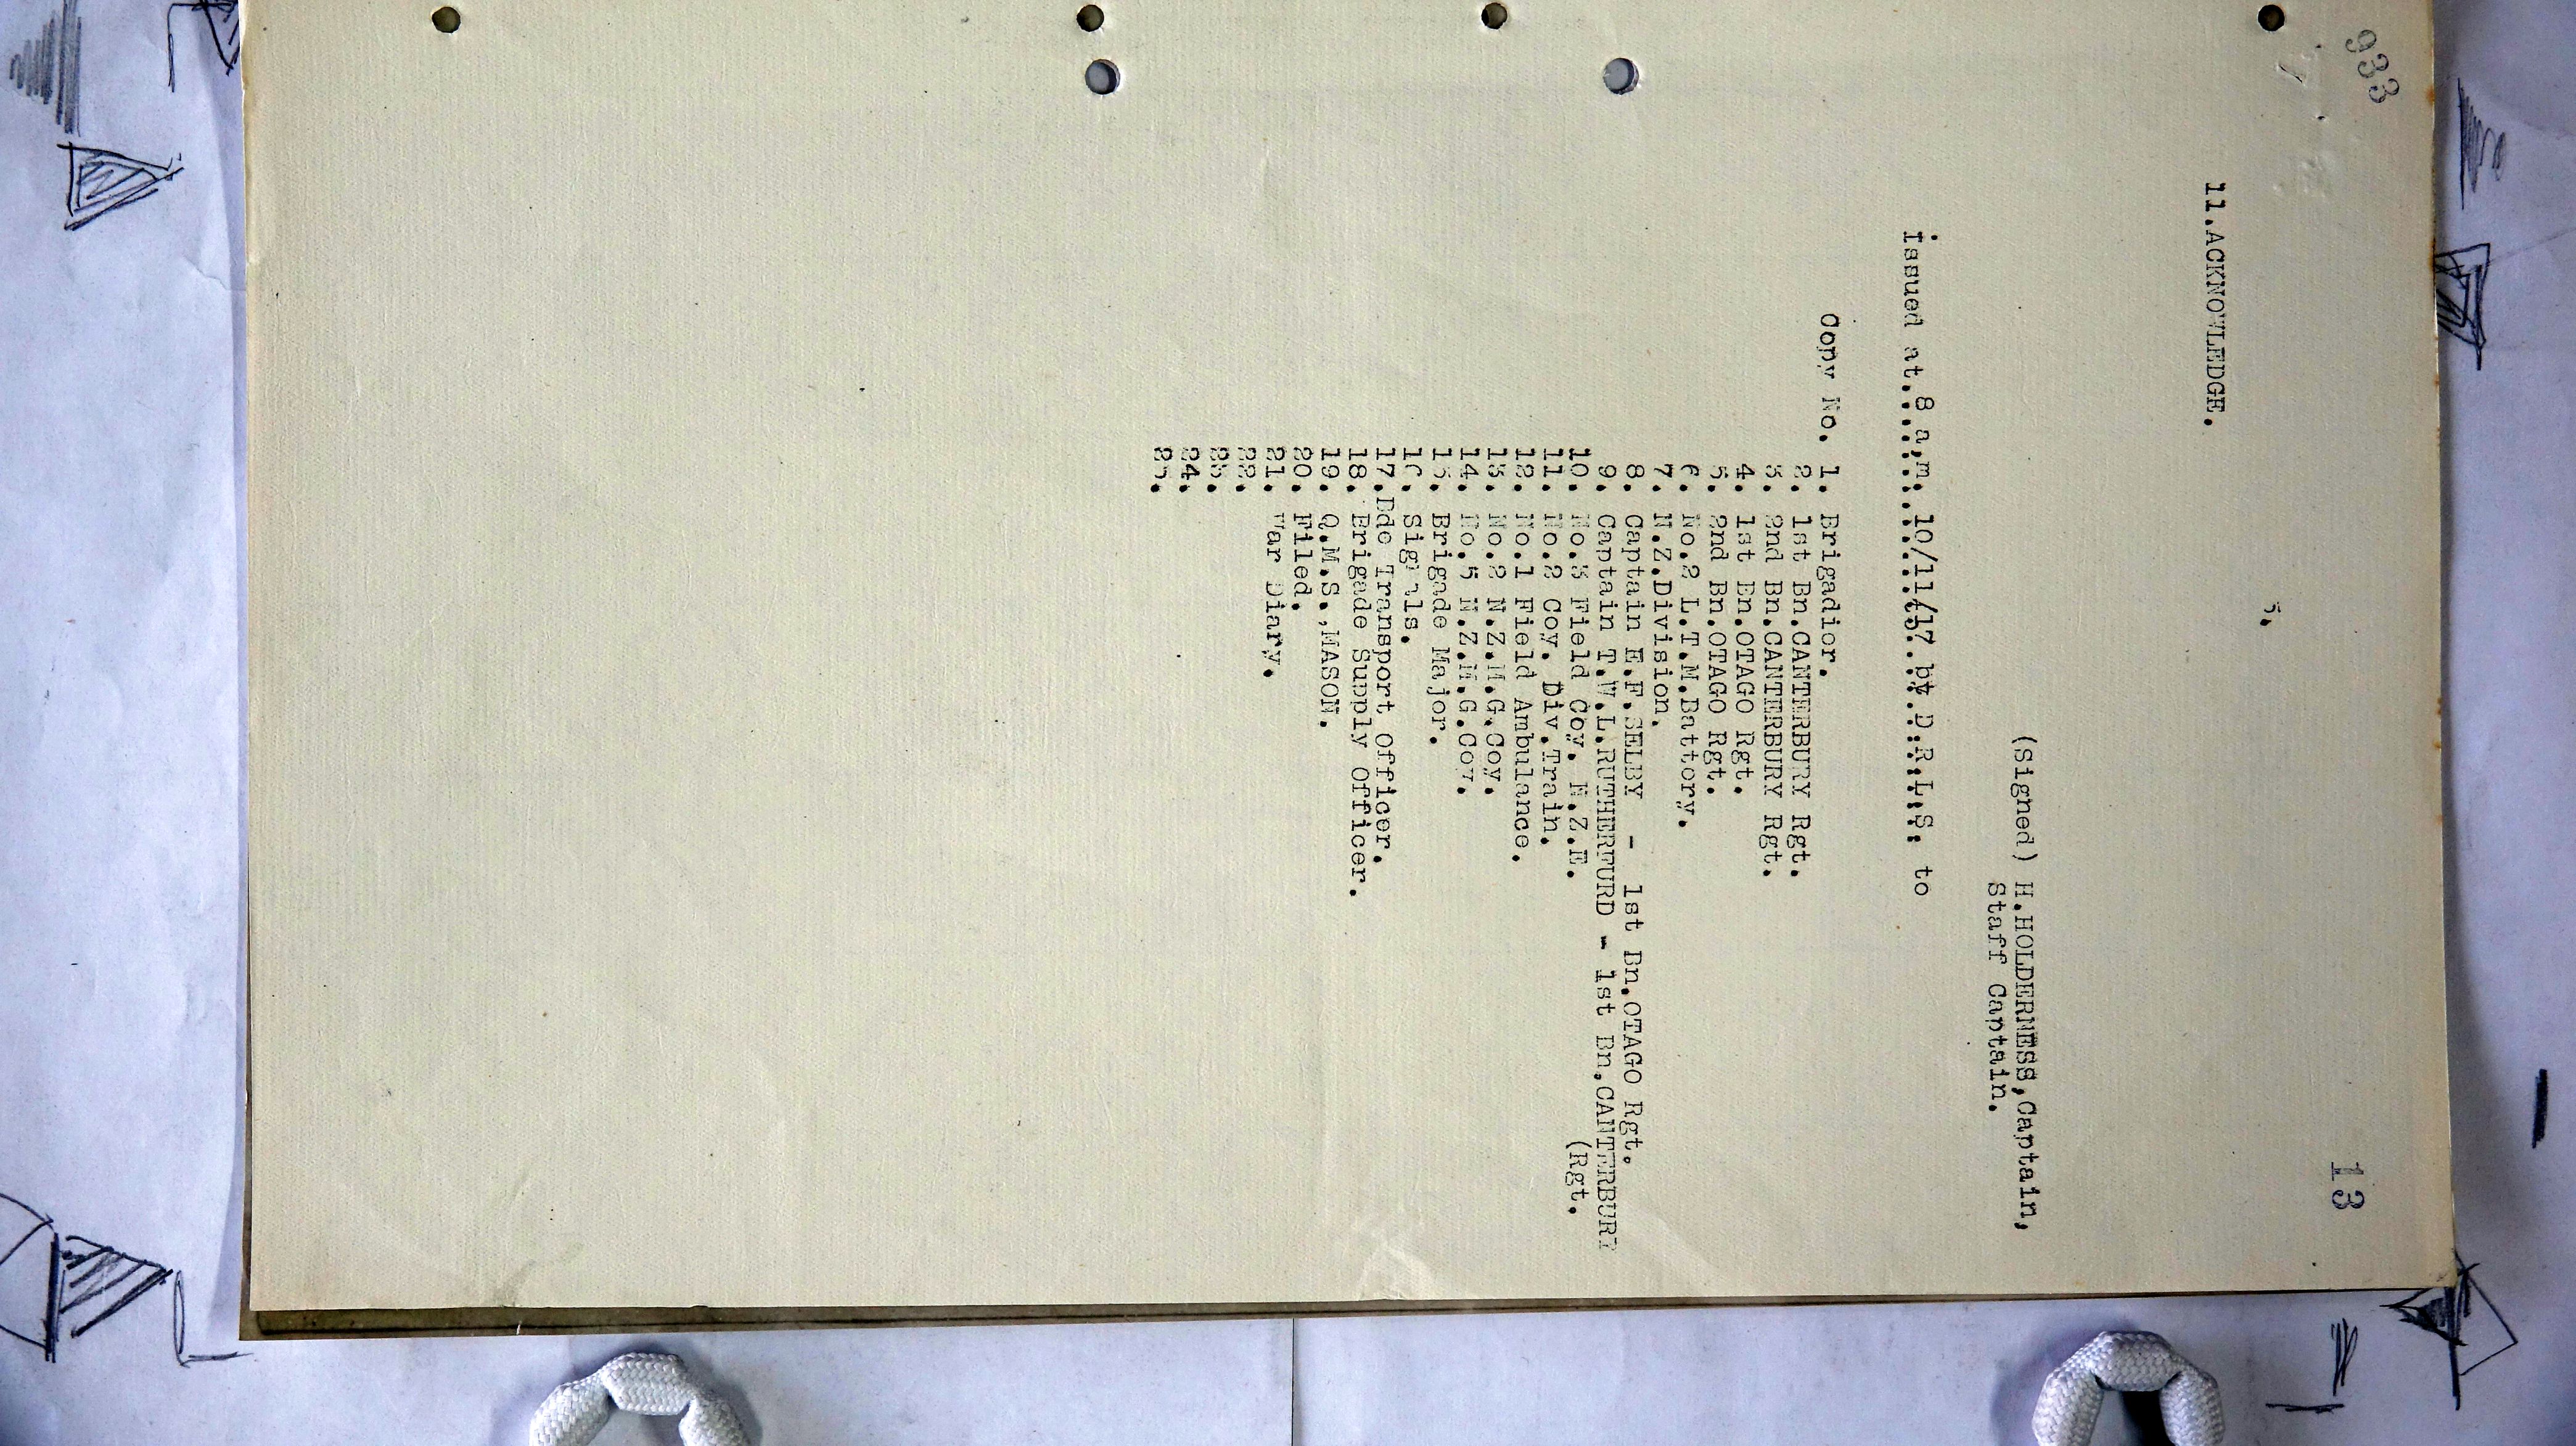 933
13
5.
11.ACKNOWLEDGE.
(Signed) H.HOLDERNESS,Captain,
Staff Captain.
Issued at.8 a.m. 10/11/17. by D.R.L.S. to
Copy No. 1. Brigadier.
2. 1st Bn.CANTERBURY Rgt.
3. 2nd Bn.CANTERBURY Rgt.
4. 1st Bn.OTAGO Rgt.
5. 2nd Bn.OTAGO Rgt.
6. No.2 L.T.M.Battery.
7. N.Z.Division.
8. Captain E.F.SELBY - 1st Bn.OTAGO Rgt.
9. Captain T.W.L.RUTHERFURD - 1st Bn.CANTERBURY
(Rgt.
10. No.3 Field Coy. N.Z.E.
11. No.2 Coy. Div.Train.
12. No.1 Field Ambulance.
13. No.2 N.Z.M.G.Coy.
14. No.5 N.Z.M.G.Coy.
15. Brigade Major.
16. Signals.
17.Bde Transport Officer.
18. Brigade Supply Officer.
19. Q.M.S.,MASON.
20. Filed.
21. War Diary.
22.
23.
24.
25.